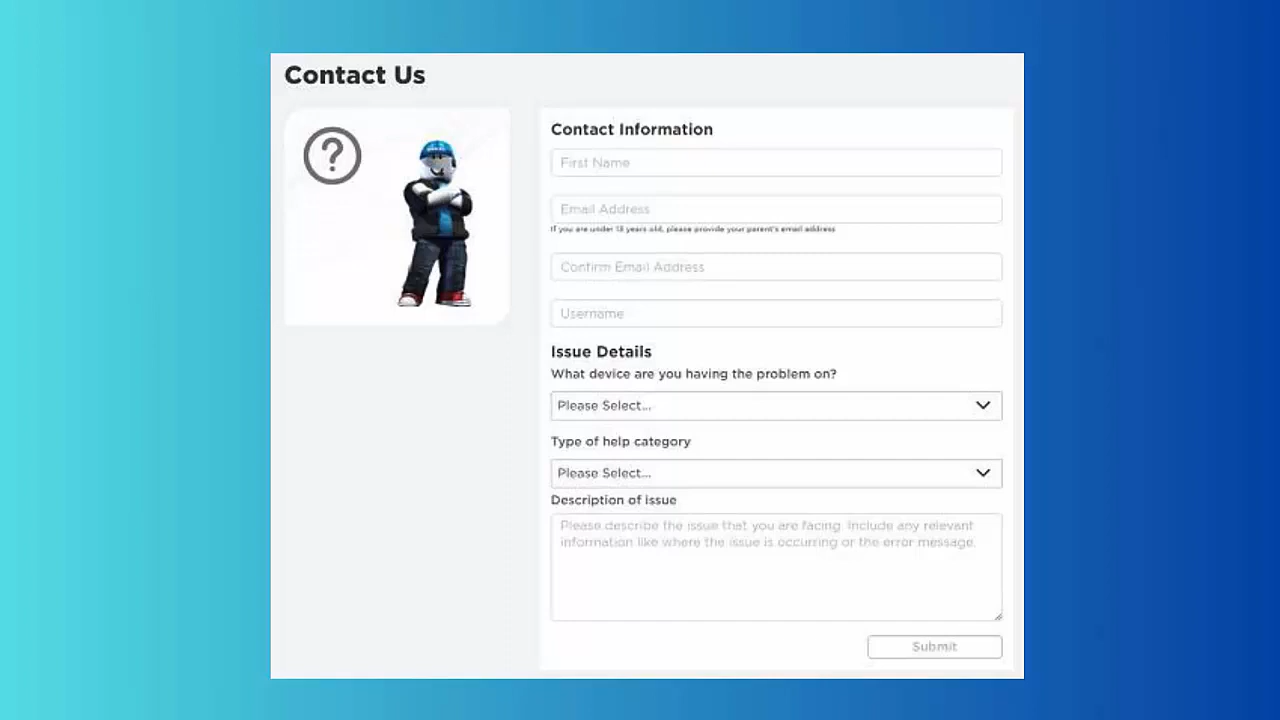 Contact Us
Contact Information
First Name
Email Address
If you are under 13 years old, please provide your parent's email address
Confirm Email Address
Username
Issue Details
What device are you having the problem on?
Please Select...
Type of help category
Please Select...
Description of issue
Please describe the issue that you are facing. Include any relevant
information like where the issue is occurring or the error message.
Submit